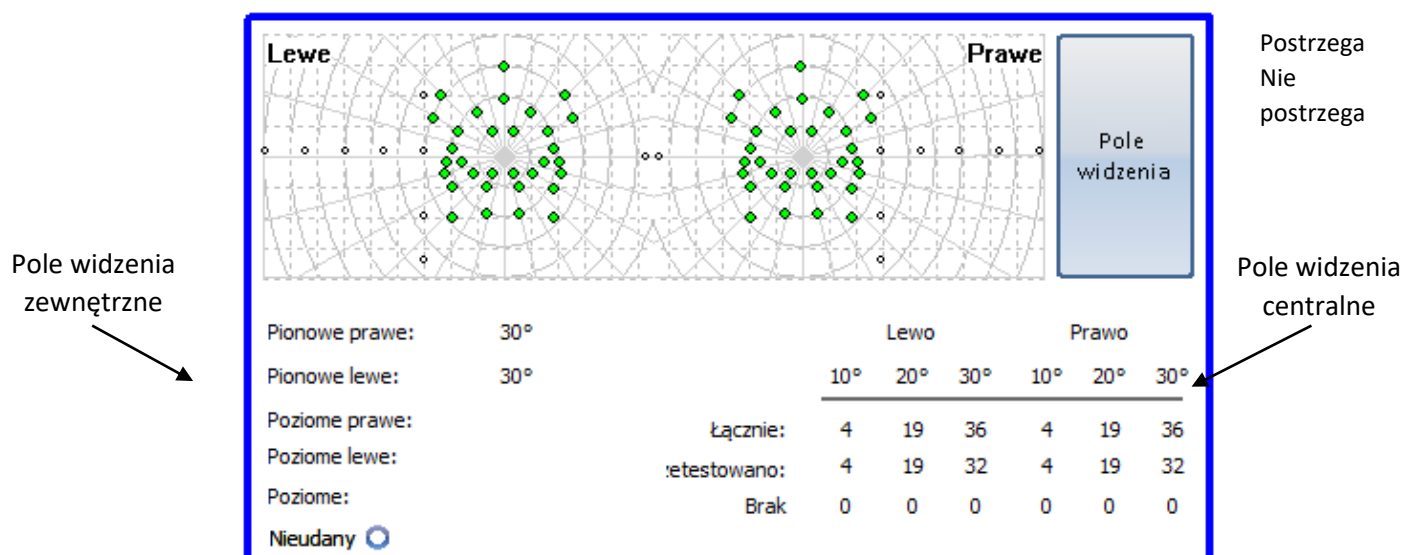 Lewe
Prawe
Pole
widzenia
Postrzega
Nie
postrzega
Pole widzenia
zewnętrzne
Pole widzenia
centralne
Pionowe prawe: 30°
Pionowe lewe: 30°
Poziome prawe:
Poziome lewe:
Poziome:
Nieudany
Lewo Prawo
10° 20° 30° 10° 20° 30°
Łącznie: 4 19 36 4 19 36
zetestowano: 4 19 32 4 19 32
Brak 0 0 0 0 0 0